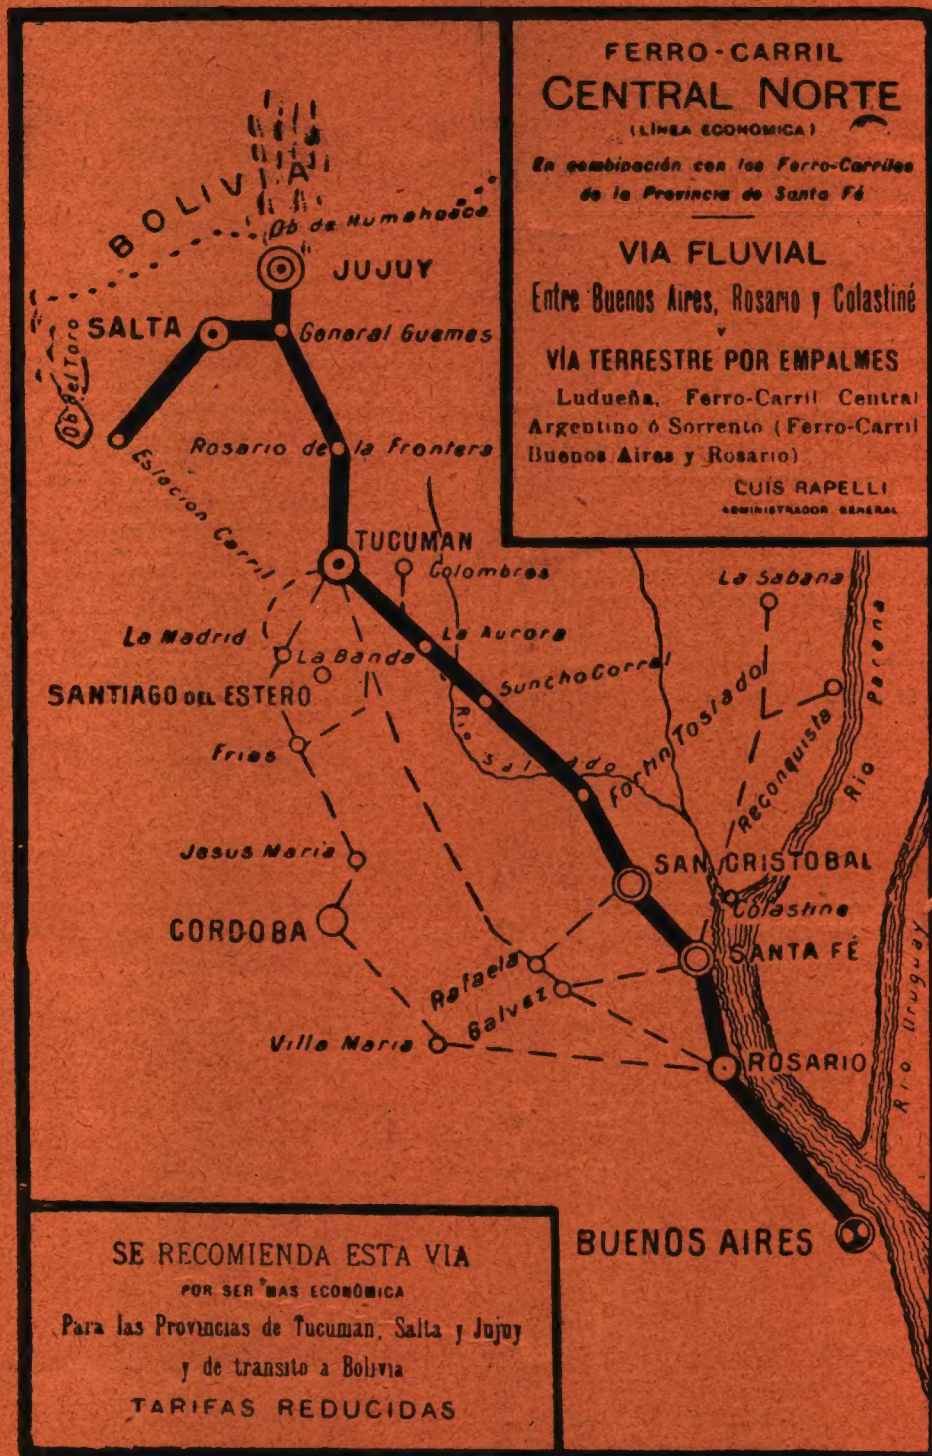 FERRO-CARRIL
CENTRAL NORTE
(LÍNEA ECONOMICA)
En combinación con los Ferro-Carriles
de la Provincia de Santa Fé
VIA FLUVIAL
Entre Buenos Aires, Rosario y Colastiné
y
VÍA TERRESTRE POR EMPALMES
Ludueña, Ferro-Carril Central
Argentino ó Sorrento (Ferro-Carril
Buenos Aires y Rosario)
LUIS RAPELLI
ADMINISTRADOR GENERAL
BOLIVIA
Qb de Humahuaca
JUJUY
SALTA
General Guemes
Qb del Toro
Rosario de la Frontera
Estacion Carril
TUCUMAN
Colombres
La Sabana
La Madrid
La Banda
La Aurora
SANTIAGO DEL ESTERO
Suncho Corral
Rio Salado
Fortin Tostado
Reconquista
Rio Parana
Frias
Jesus Maria
SAN CRISTOBAL
Colastine
CORDOBA
SANTA FÉ
Rafaela
Galvez
Rio Uruguay
Villa Maria
ROSARIO
BUENOS AIRES
SE RECOMIENDA ESTA VIA
POR SER MAS ECONÓMICA
Para las Provincias de Tucuman, Salta y Jujuy
y de transito a Bolivia
TARIFAS REDUCIDAS